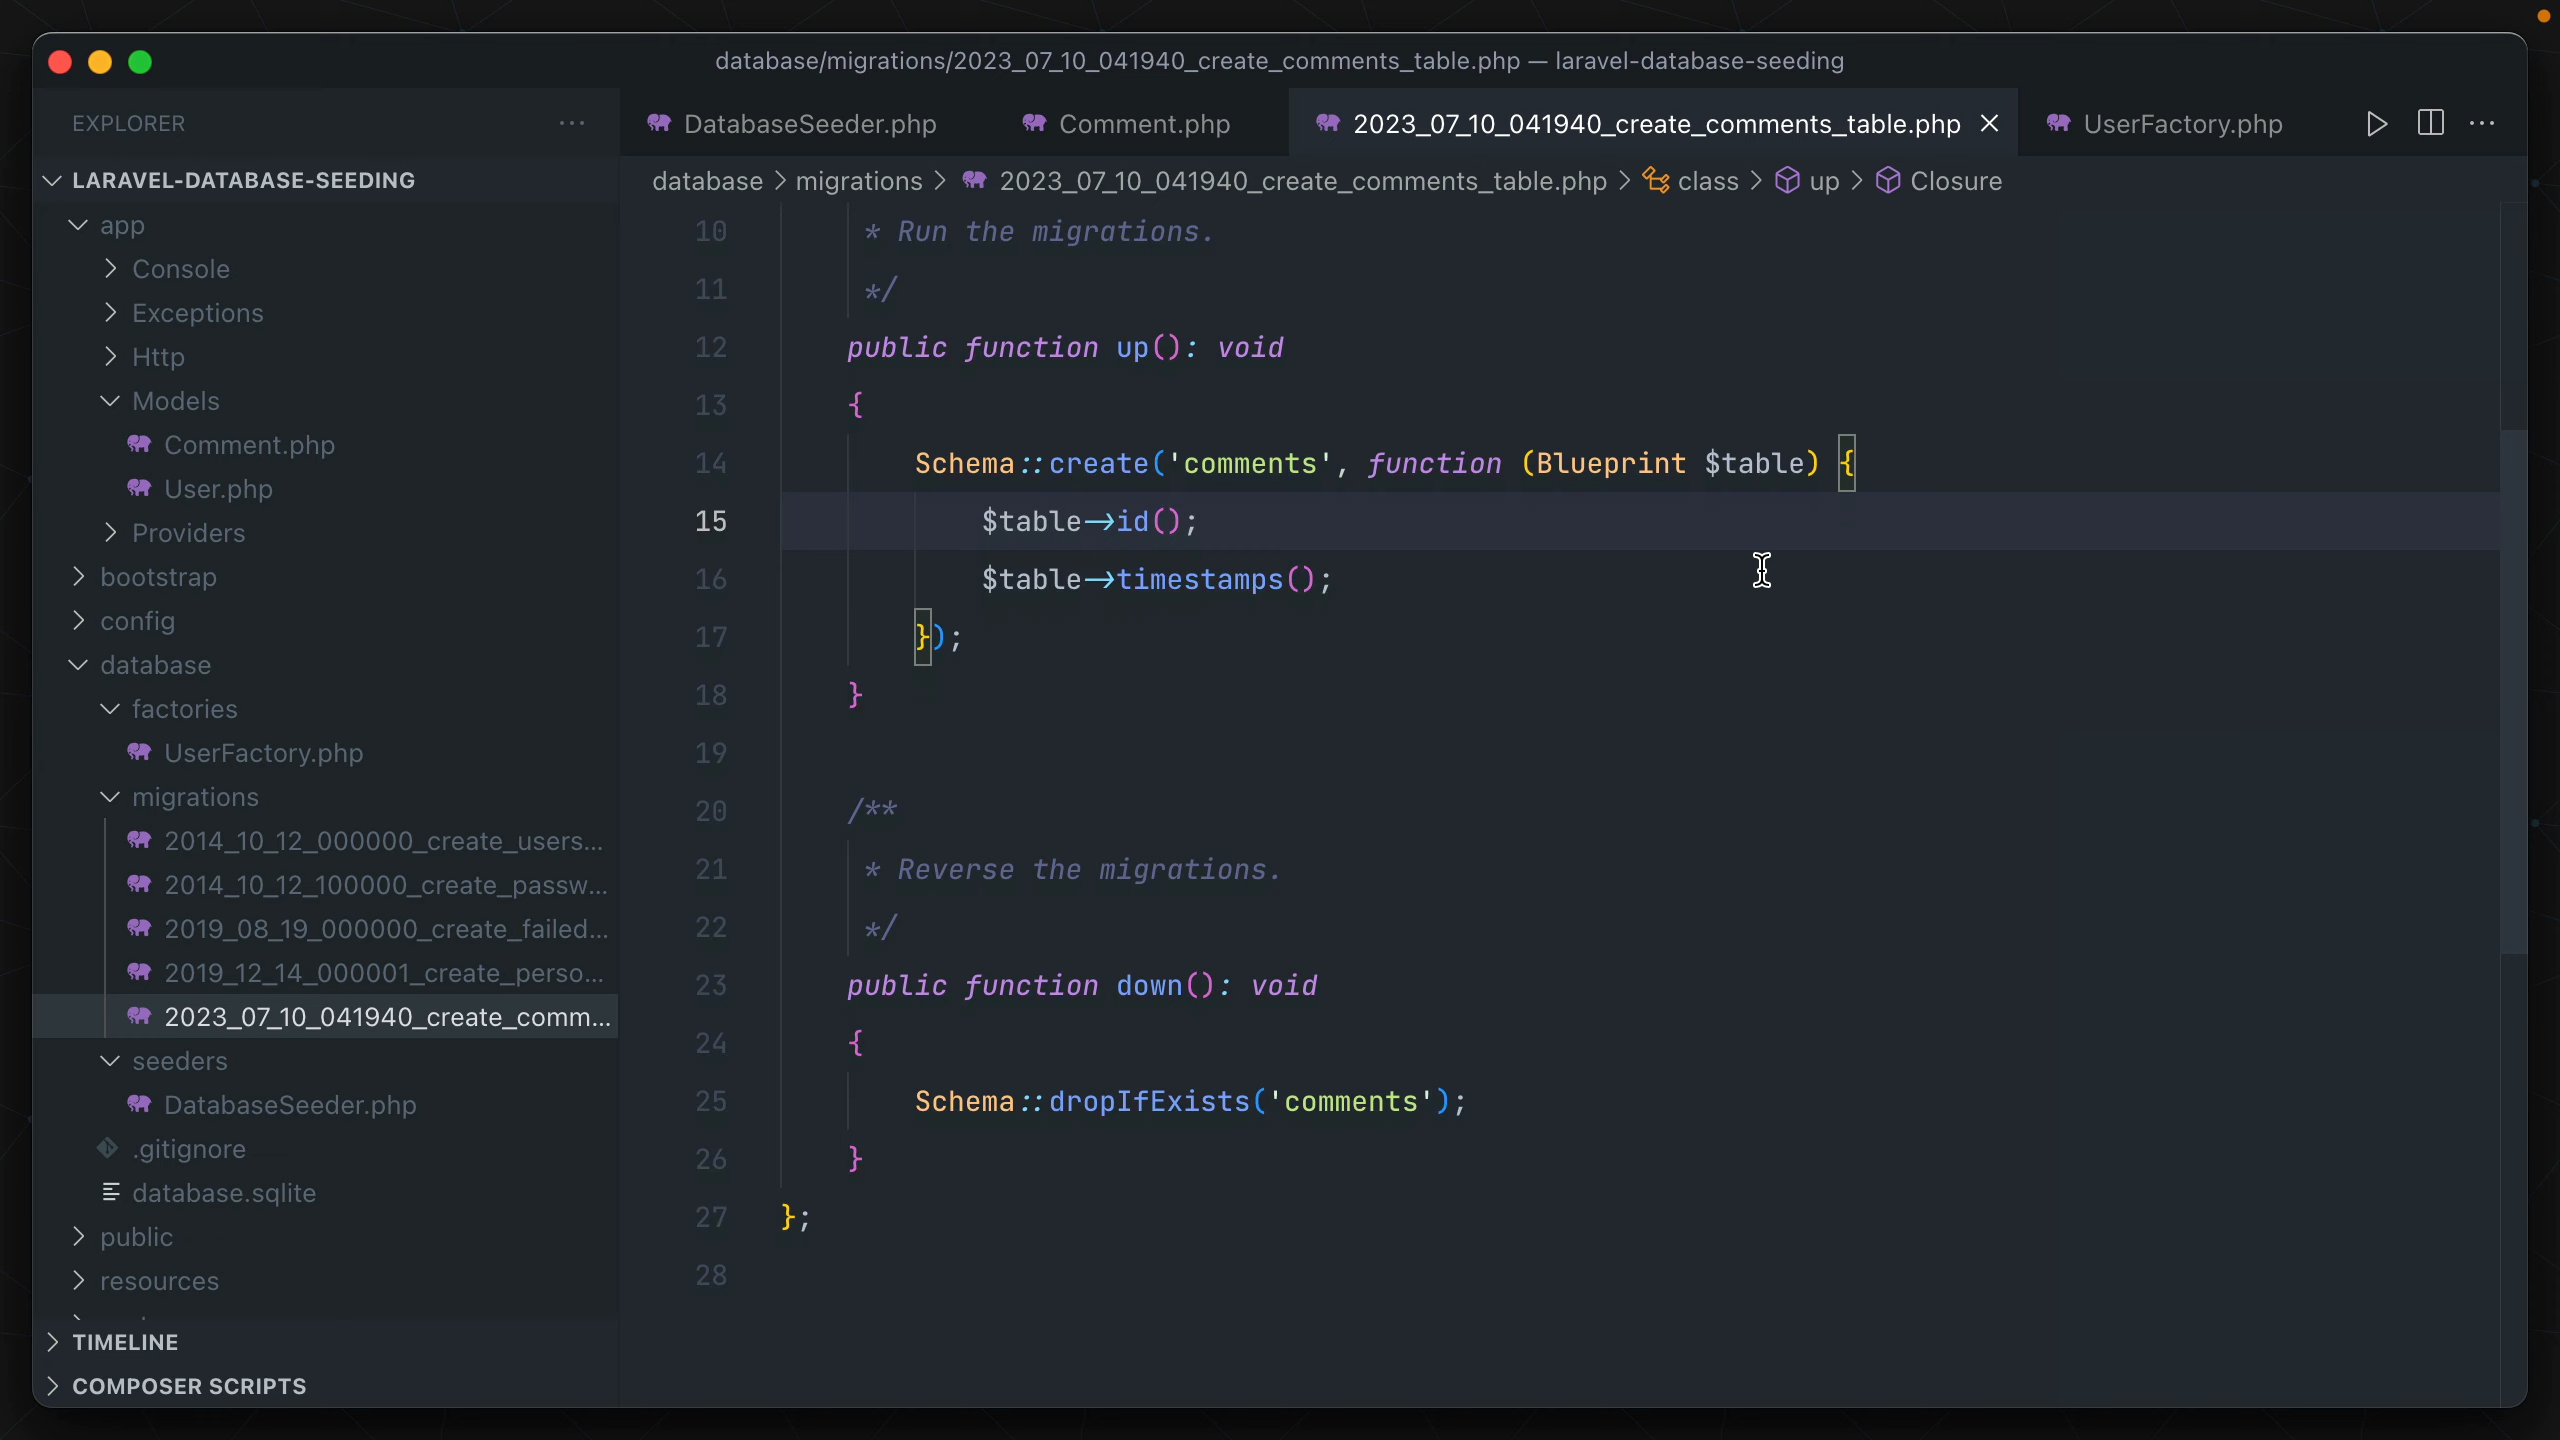 database/migrations/2023_07_10_041940_create_comments_table.php — laravel-database-seeding
EXPLORER
DatabaseSeeder.php
Comment.php
2023_07_10_041940_create_comments_table.php
UserFactory.php
LARAVEL-DATABASE-SEEDING
app
Console
Exceptions
Http
Models
Comment.php
User.php
Providers
bootstrap
config
database
factories
UserFactory.php
migrations
2014_10_12_000000_create_users...
2014_10_12_100000_create_passw...
2019_08_19_000000_create_failed...
2019_12_14_000001_create_perso...
2023_07_10_041940_create_comm...
seeders
DatabaseSeeder.php
.gitignore
database.sqlite
public
resources
TIMELINE
COMPOSER SCRIPTS
database > migrations > 2023_07_10_041940_create_comments_table.php > class > up > Closure
10 * Run the migrations.
11 */
12 public function up(): void
13 {
14 Schema::create('comments', function (Blueprint $table) {
15 $table->id();
16 $table->timestamps();
17 });
18 }
19
20 /**
21 * Reverse the migrations.
22 */
23 public function down(): void
24 {
25 Schema::dropIfExists('comments');
26 }
27 };
28